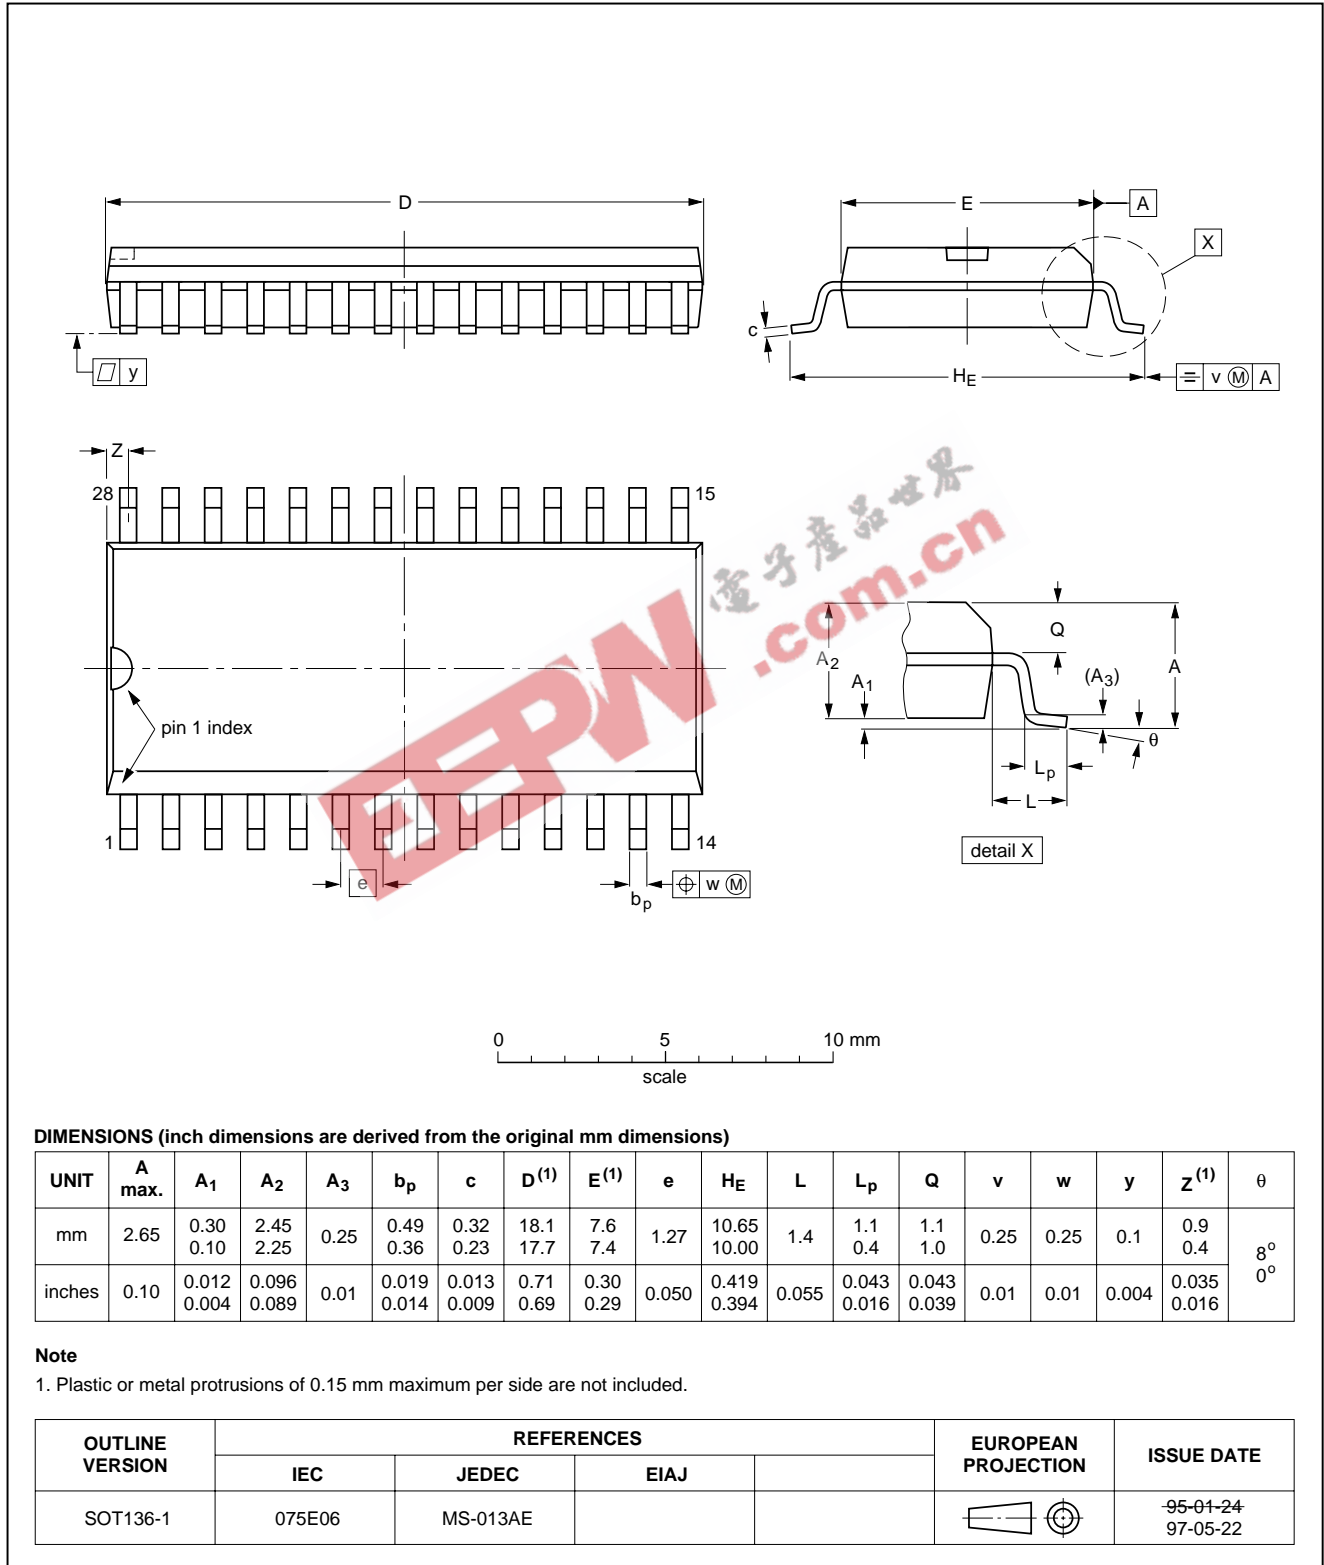 D
E
A
X
y
c
HE
v Ⓜ A
Z
28
15
pin 1 index
1
14
e
bp
w Ⓜ
A2
A1
Q
(A3)
A
θ
Lp
L
detail X
EEPW
電子産品世界
.com.cn
0 5 10 mm
scale
DIMENSIONS (inch dimensions are derived from the original mm dimensions)
UNIT A max. A1 A2 A3 bp c D(1) E(1) e HE L Lp Q v w y Z(1) θ
mm 2.65 0.30 0.10 2.45 2.25 0.25 0.49 0.36 0.32 0.23 18.1 17.7 7.6 7.4 1.27 10.65 10.00 1.4 1.1 0.4 1.1 1.0 0.25 0.25 0.1 0.9 0.4 8° 0°
inches 0.10 0.012 0.004 0.096 0.089 0.01 0.019 0.014 0.013 0.009 0.71 0.69 0.30 0.29 0.050 0.419 0.394 0.055 0.043 0.016 0.043 0.039 0.01 0.01 0.004 0.035 0.016
Note
1. Plastic or metal protrusions of 0.15 mm maximum per side are not included.
OUTLINE VERSION REFERENCES EUROPEAN PROJECTION ISSUE DATE
IEC JEDEC EIAJ
SOT136-1 075E06 MS-013AE 95-01-24
97-05-22